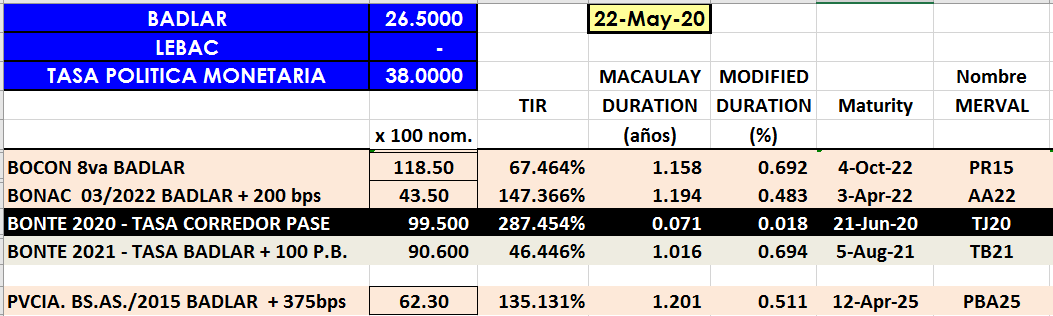 BADLAR 26.5000 22-May-20
LEBAC -
TASA POLITICA MONETARIA 38.0000 MACAULAY MODIFIED Nombre
TIR DURATION DURATION Maturity MERVAL
x 100 nom. (años) (%)
BOCON 8va BADLAR 118.50 67.464% 1.158 0.692 4-Oct-22 PR15
BONAC 03/2022 BADLAR + 200 bps 43.50 147.366% 1.194 0.483 3-Apr-22 AA22
BONTE 2020 - TASA CORREDOR PASE 99.500 287.454% 0.071 0.018 21-Jun-20 TJ20
BONTE 2021 - TASA BADLAR + 100 P.B. 90.600 46.446% 1.016 0.694 5-Aug-21 TB21
PVCIA. BS.AS./2015 BADLAR + 375bps 62.30 135.131% 1.201 0.511 12-Apr-25 PBA25